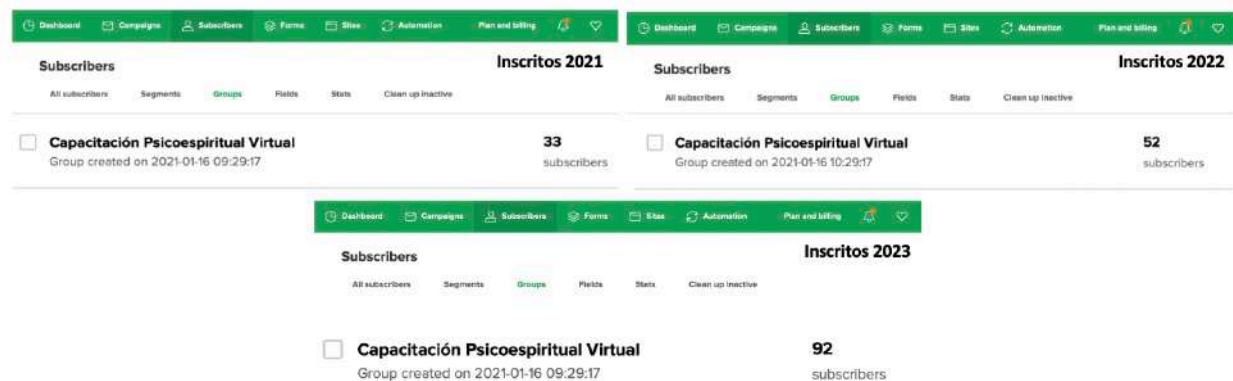 Dashboard Campaigns Subscribers Forms Sites Automation Plan and billing
Subscribers
Inscritos 2021
All subscribers Segments Groups Fields Stats Clean up inactive
Capacitación Psicoespiritual Virtual
33
Group created on 2021-01-16 09:29:17
subscribers
Dashboard Campaigns Subscribers Forms Sites Automation Plan and billing
Subscribers
Inscritos 2022
All subscribers Segments Groups Fields Stats Clean up inactive
Capacitación Psicoespiritual Virtual
52
Group created on 2021-01-16 10:29:17
subscribers
Dashboard Campaigns Subscribers Forms Sites Automation Plan and billing
Subscribers
Inscritos 2023
All subscribers Segments Groups Fields Stats Clean up inactive
Capacitación Psicoespiritual Virtual
92
Group created on 2021-01-16 09:29:17
subscribers